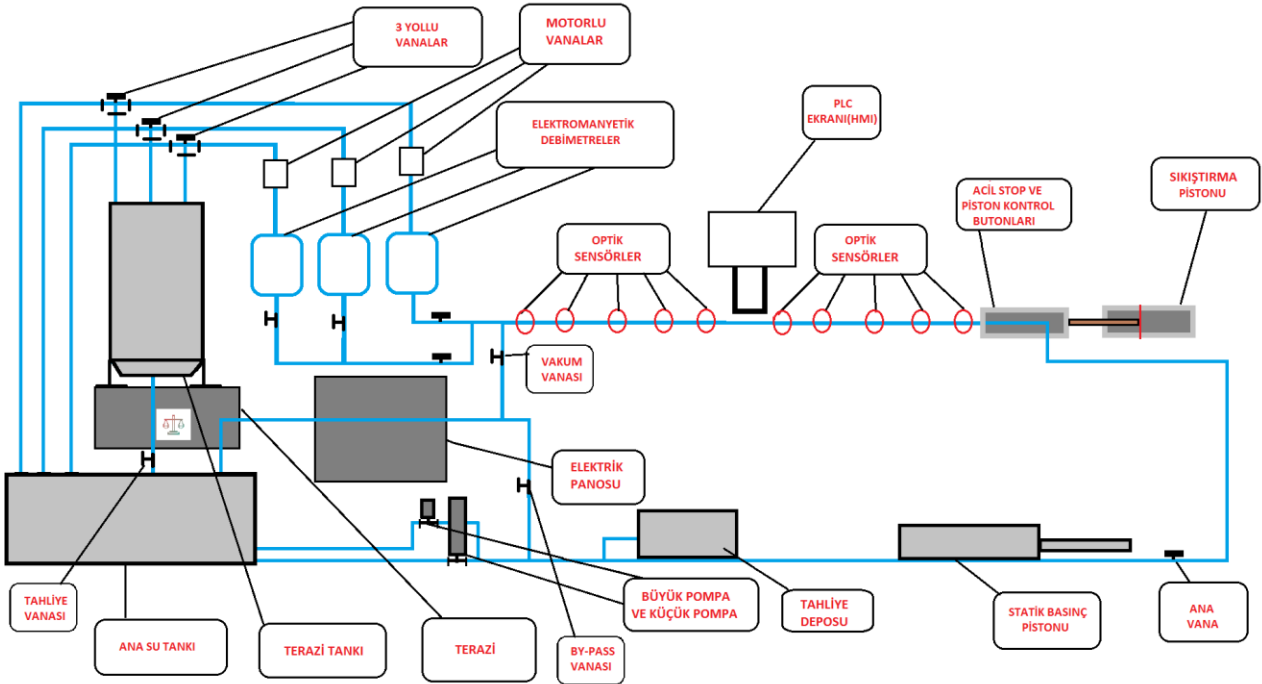 3 YOLLU
VANALAR
MOTORLU
VANALAR
ELEKTROMANYETİK
DEBİMETRELER
PLC
EKRANI(HMI)
ACİL STOP VE
PİSTON KONTROL
BUTONLARI
SIKIŞTIRMA
PİSTONU
OPTİK
SENSÖRLER
OPTİK
SENSÖRLER
VAKUM
VANASI
ELEKTRİK
PANOSU
TAHLİYE
VANASI
ANA SU TANKI
TERAZİ TANKI
TERAZİ
BY-PASS
VANASI
BÜYÜK POMPA
VE KÜÇÜK POMPA
TAHLİYE
DEPOSU
STATİK BASINÇ
PİSTONU
ANA
VANA